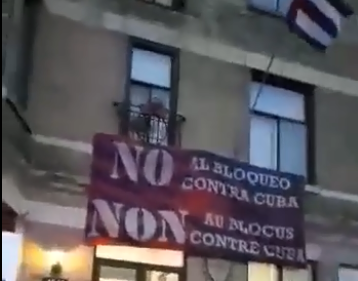 NO AL BLOQUEO
CONTRA CUBA
NON AU BLOCUS
CONTRE CUBA